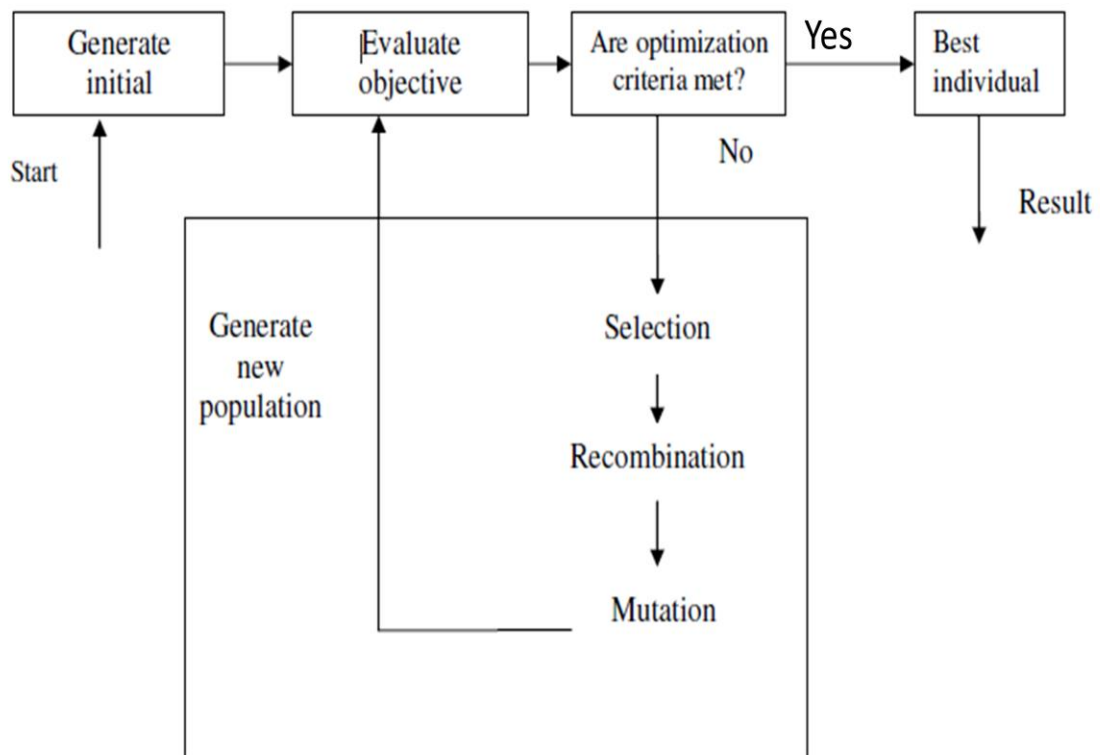 Generate
initial
Evaluate
objective
Are optimization
criteria met?
Yes
Best
individual
Start
No
Result
Generate
new
population
Selection
Recombination
Mutation